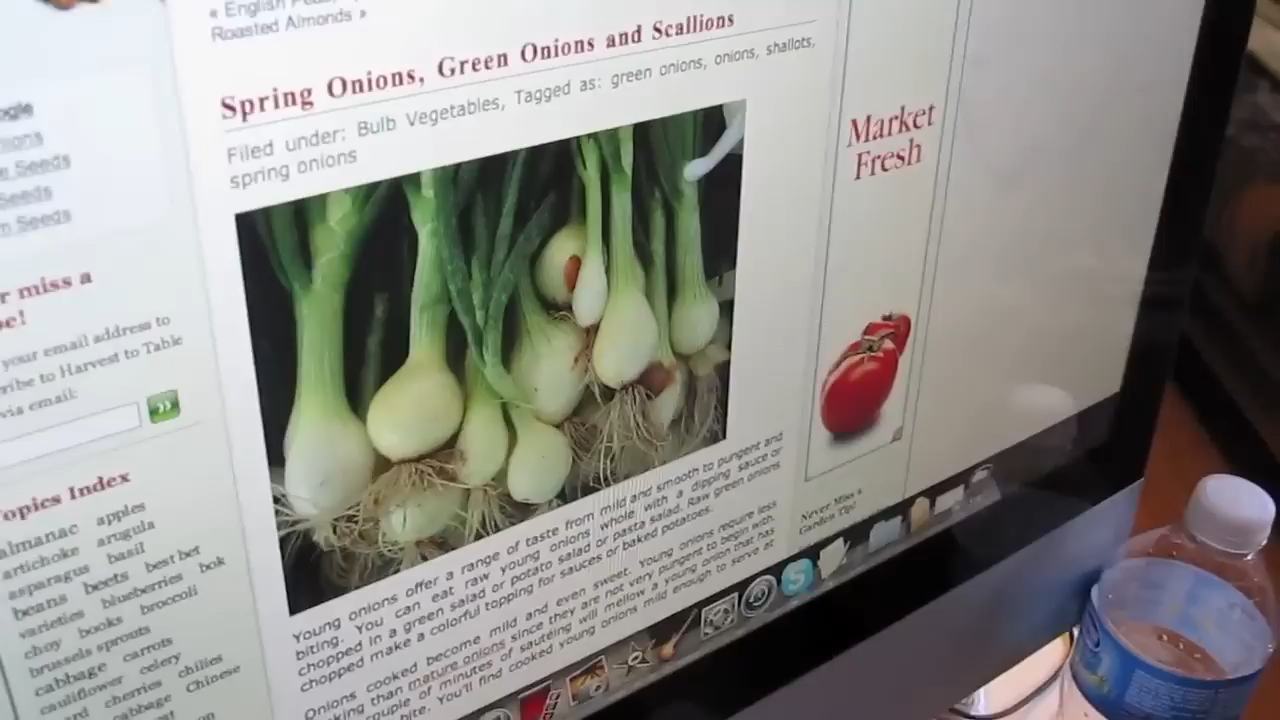 « English
Roasted Almonds »
Spring Onions, Green Onions and Scallions
Filed under: Bulb Vegetables, Tagged as: green onions, onions, shallots,
spring onions
Seeds
Seeds
Seeds
miss a
your email address to
Harvest to Table
via email:
Index
almanac apples
artichoke arugula
asparagus basil
beans beets best bet
varieties blueberries bok
choy books broccoli
brussels sprouts
cabbage carrots
cauliflower celery
cherries chilies
cabbage Chinese
Young onions offer a range of taste from mild and smooth to pungent and
biting. You can eat raw young onions whole with a dipping sauce or
chopped in a green salad or potato salad or pasta salad. Raw green onions
chopped make a colorful topping for sauces or baked potatoes.
Onions cooked become mild and even sweet. Young onions require less
than mature onions since they are not very pungent to begin with.
couple of minutes of sautéing will mellow a young onion that has
bite. You'll find cooked young onions mild enough to serve at
Market
Fresh
Never Miss a
Garden Tip!